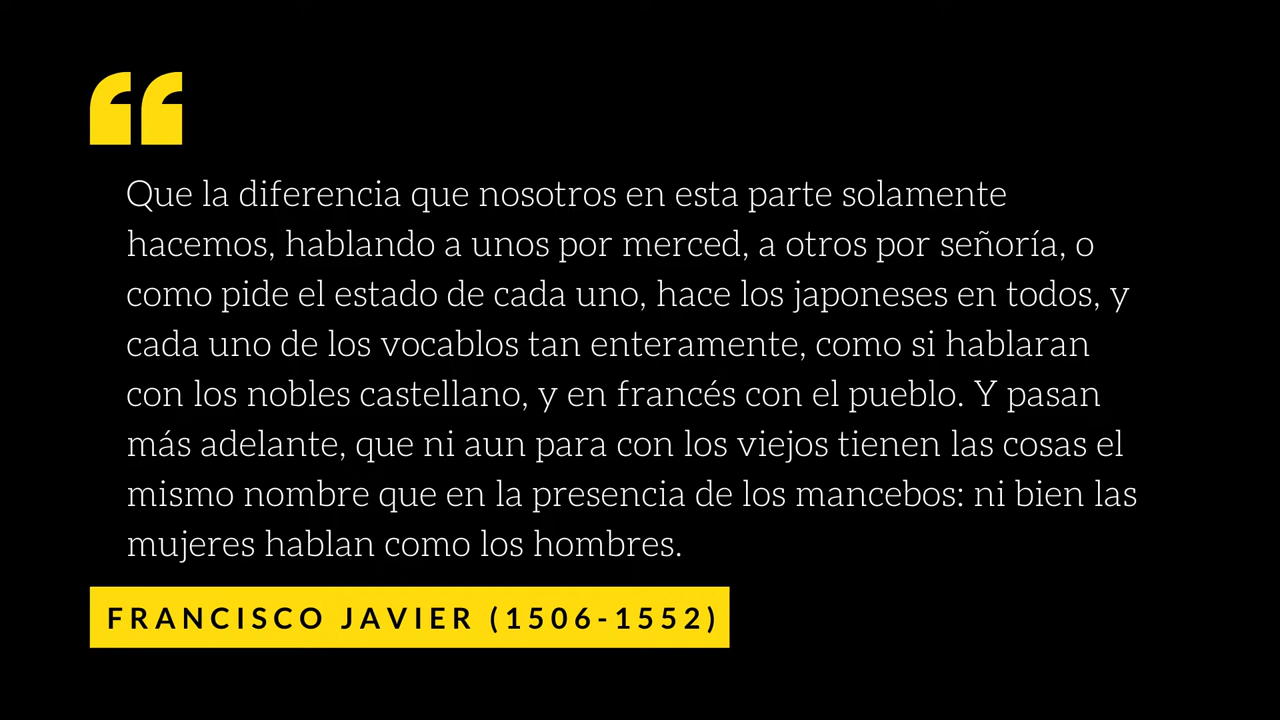 “
Que la diferencia que nosotros en esta parte solamente
hacemos, hablando a unos por merced, a otros por señoría, o
como pide el estado de cada uno, hace los japoneses en todos, y
cada uno de los vocablos tan enteramente, como si hablaran
con los nobles castellano, y en francés con el pueblo. Y pasan
más adelante, que ni aun para con los viejos tienen las cosas el
mismo nombre que en la presencia de los mancebos: ni bien las
mujeres hablan como los hombres.
FRANCISCO JAVIER (1506-1552)